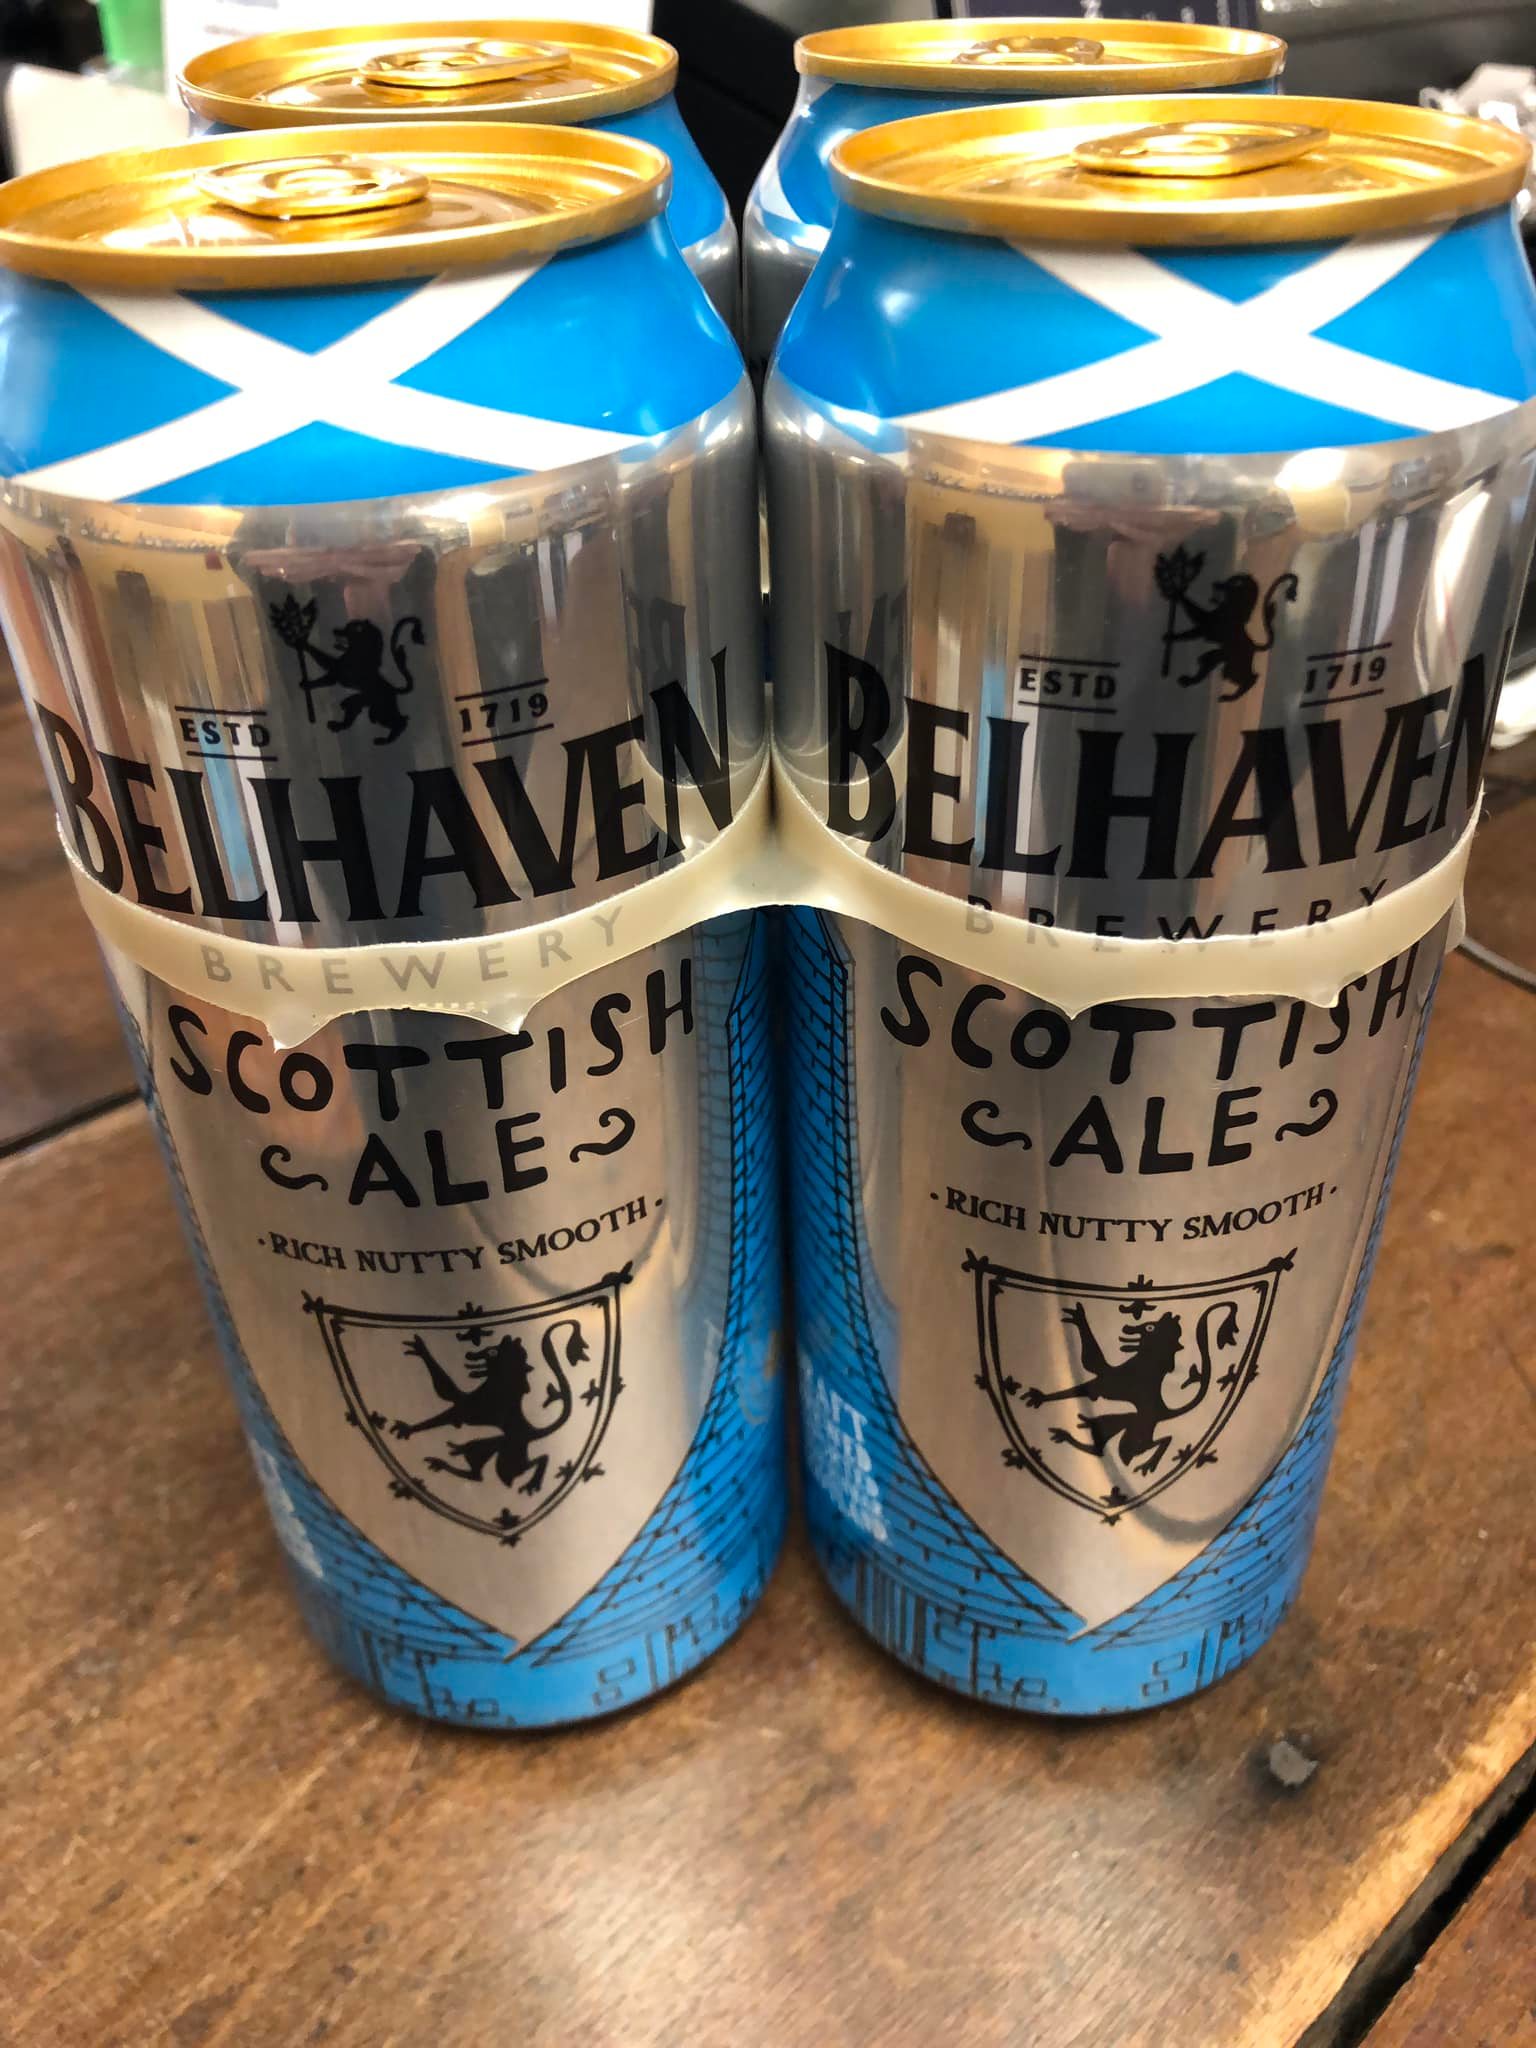 ESTD 1719
BELHAVEN
BREWERY
SCOTTISH
ALE
·RICH NUTTY SMOOTH·
ESTD 1719
BELHAVEN
BREWERY
SCOTTISH
ALE
·RICH NUTTY SMOOTH·